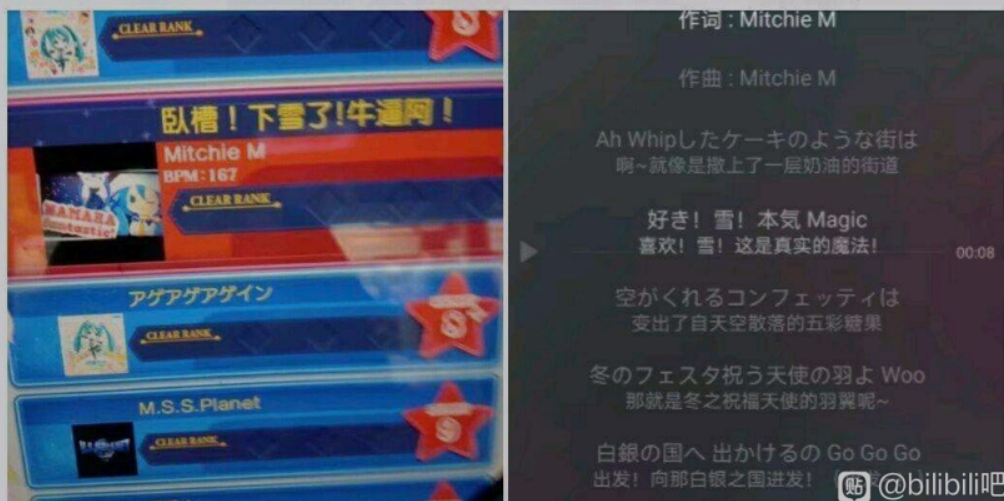 CLEAR RANK
S
臥槽！下雪了!牛逼阿！
Mitchie M
BPM:167
NAMARA
fantastic!
CLEAR RANK
アゲアゲアゲイン
CLEAR RANK
S
M.S.S.Planet
CLEAR RANK
S
作词 : Mitchie M
作曲 : Mitchie M
Ah Whipしたケーキのような街は
啊~就像是撒上了一层奶油的街道
好き！雪！本気 Magic
喜欢！雪！这是真实的魔法！
00:08
空がくれるコンフェッティは
变出了自天空散落的五彩糖果
冬のフェスタ祝う天使の羽よ Woo
那就是冬之祝福天使的羽翼呢~
白銀の国へ 出かけるの Go Go Go
出发！向那白银之国进发！
贴 @bilibili吧